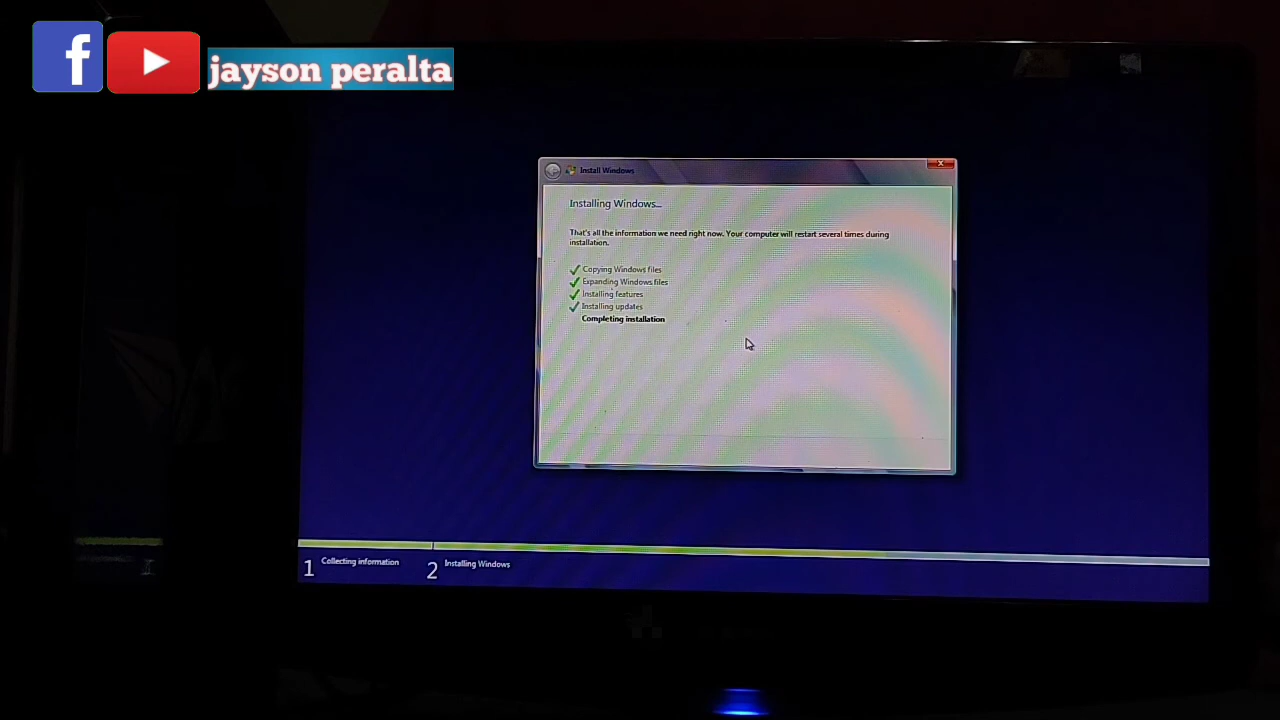 f
jayson peralta
Install Windows
Installing Windows...
That's all the information we need right now. Your computer will restart several times during
installation.
Copying Windows files
Expanding Windows files
Installing features
Installing updates
Completing installation
1 Collecting information
2 Installing Windows